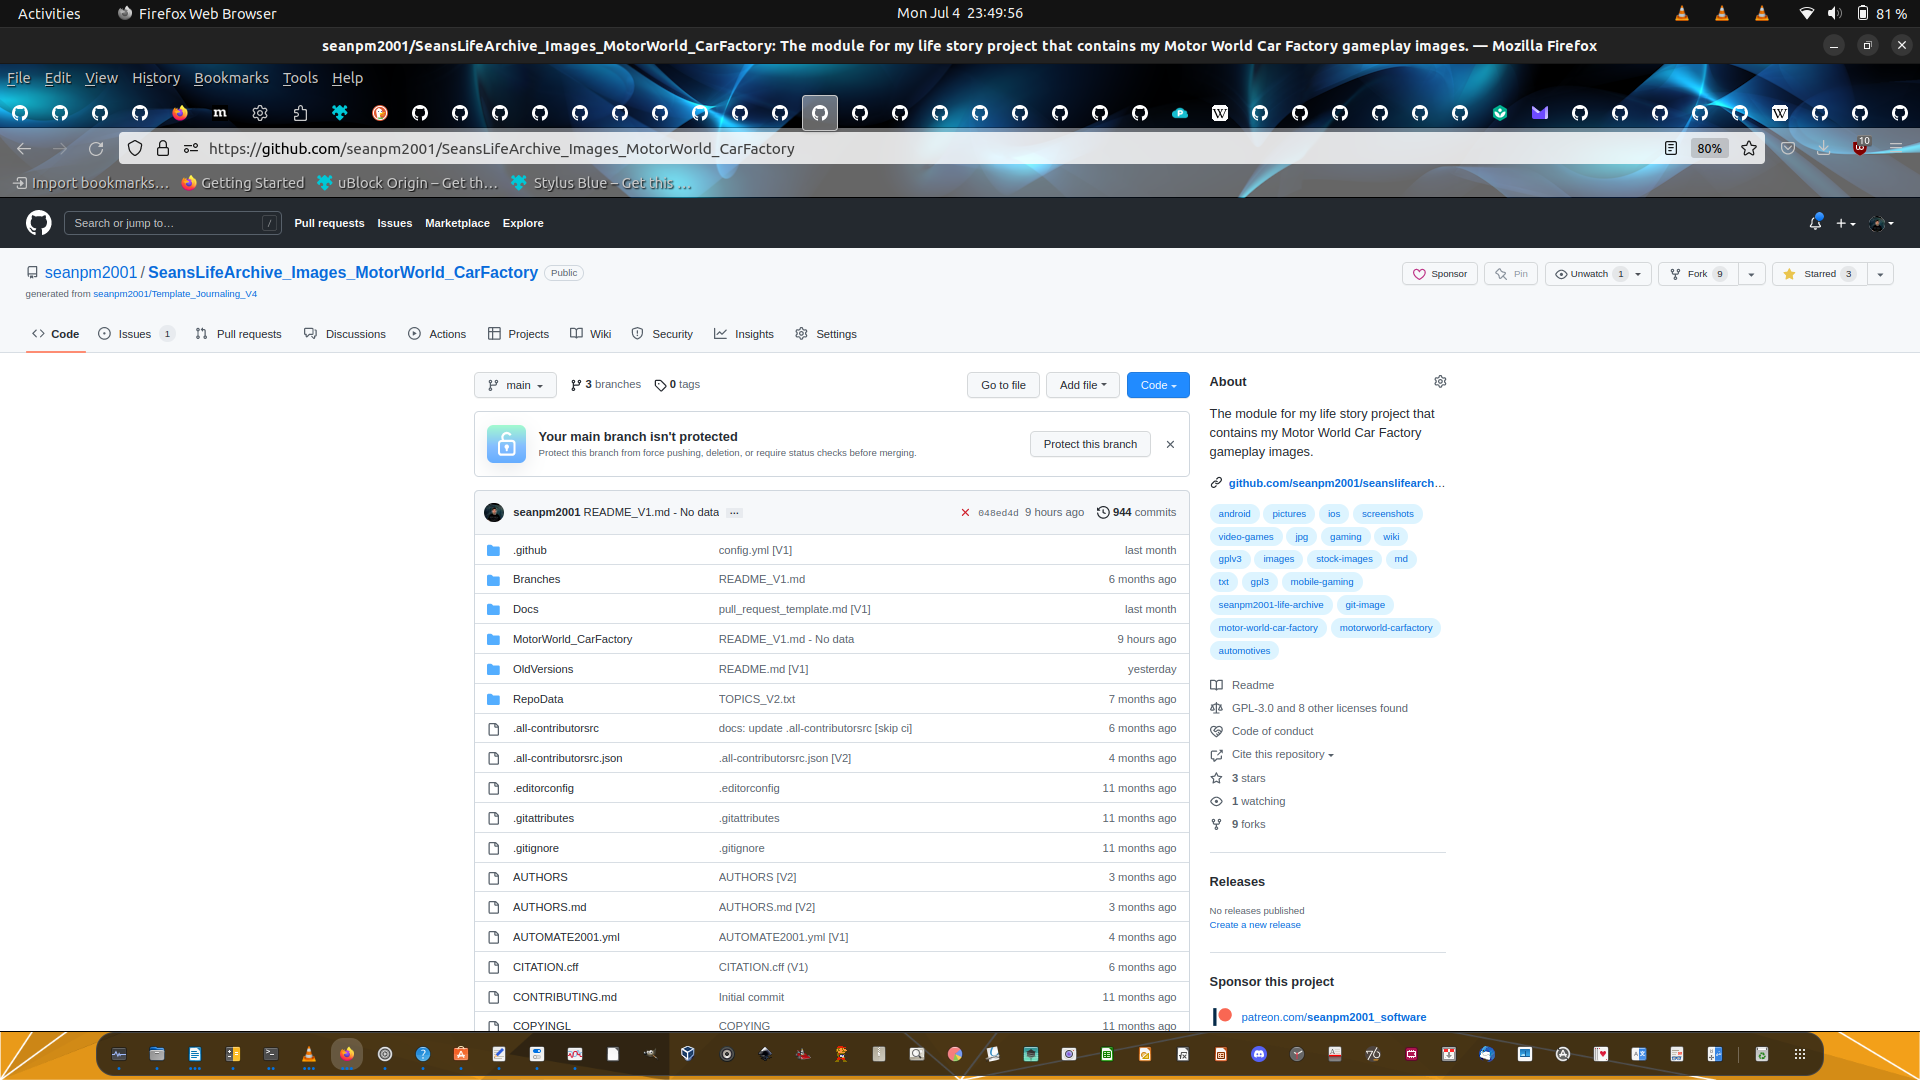 Activities Firefox Web Browser Mon Jul 4 23:49:56 81 %
seanpm2001/SeansLifeArchive_Images_MotorWorld_CarFactory: The module for my life story project that contains my Motor World Car Factory gameplay images. — Mozilla Firefox
File Edit View History Bookmarks Tools Help
https://github.com/seanpm2001/SeansLifeArchive_Images_MotorWorld_CarFactory 80% 10
Import bookmarks… Getting Started uBlock Origin – Get th… Stylus Blue – Get this …
Search or jump to… / Pull requests Issues Marketplace Explore
seanpm2001 / SeansLifeArchive_Images_MotorWorld_CarFactory Public Sponsor Pin Unwatch 1 Fork 9 Starred 3
generated from seanpm2001/Template_Journaling_V4
Code Issues 1 Pull requests Discussions Actions Projects Wiki Security Insights Settings
main 3 branches 0 tags Go to file Add file Code
Your main branch isn't protected
Protect this branch from force pushing, deletion, or require status checks before merging.
Protect this branch
seanpm2001 README_V1.md - No data ... 048ed4d 9 hours ago 944 commits
.github config.yml [V1] last month
Branches README_V1.md 6 months ago
Docs pull_request_template.md [V1] last month
MotorWorld_CarFactory README_V1.md - No data 9 hours ago
OldVersions README.md [V1] yesterday
RepoData TOPICS_V2.txt 7 months ago
.all-contributorsrc docs: update .all-contributorsrc [skip ci] 6 months ago
.all-contributorsrc.json .all-contributorsrc.json [V2] 4 months ago
.editorconfig .editorconfig 11 months ago
.gitattributes .gitattributes 11 months ago
.gitignore .gitignore 11 months ago
AUTHORS AUTHORS [V2] 3 months ago
AUTHORS.md AUTHORS.md [V2] 3 months ago
AUTOMATE2001.yml AUTOMATE2001.yml [V1] 4 months ago
CITATION.cff CITATION.cff (V1) 6 months ago
CONTRIBUTING.md Initial commit 11 months ago
COPYINGL COPYING 11 months ago
About
The module for my life story project that
contains my Motor World Car Factory
gameplay images.
github.com/seanpm2001/seanslifearch…
android pictures ios screenshots
video-games jpg gaming wiki
gplv3 images stock-images md
txt gpl3 mobile-gaming
seanpm2001-life-archive git-image
motor-world-car-factory motorworld-carfactory
automotives
Readme
GPL-3.0 and 8 other licenses found
Code of conduct
Cite this repository
3 stars
1 watching
9 forks
Releases
No releases published
Create a new release
Sponsor this project
patreon.com/seanpm2001_software